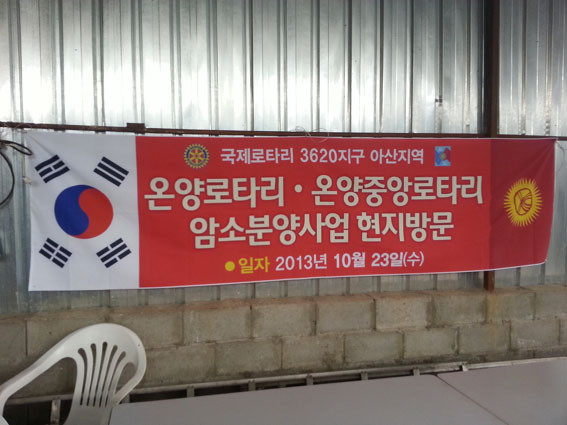 국제로타리 3620지구 아산지역
온양로타리 · 온양중앙로타리
암소분양사업 현지방문
● 일자 2013년 10월 23일(수)